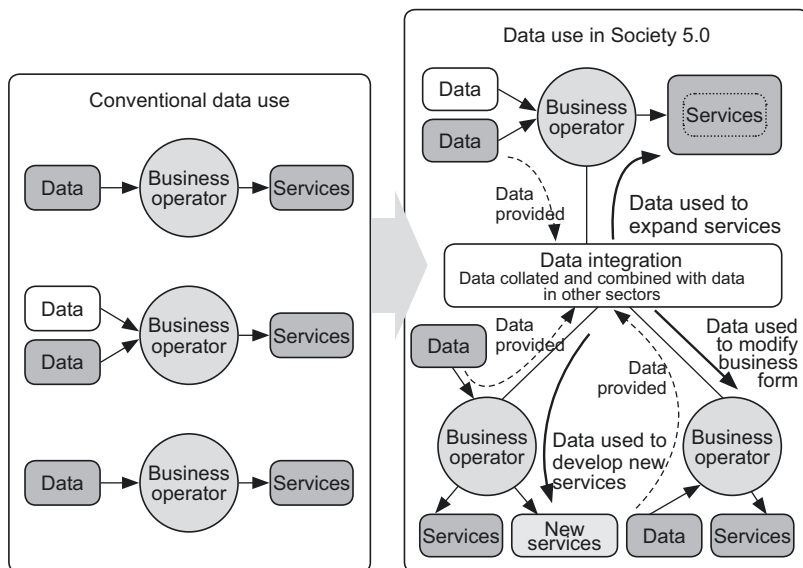 Conventional data use
Data
Business
operator
Services
Data
Data
Business
operator
Services
Data
Business
operator
Services
Data use in Society 5.0
Data
Data
Business
operator
Services
Data
provided
Data used to
expand services
Data integration
Data collated and combined with data
in other sectors
Data
Data
provided
Data used
to modify
business
form
Data
provided
Business
operator
Data used to
develop new
services
Business
operator
Services
New
services
Data
Services